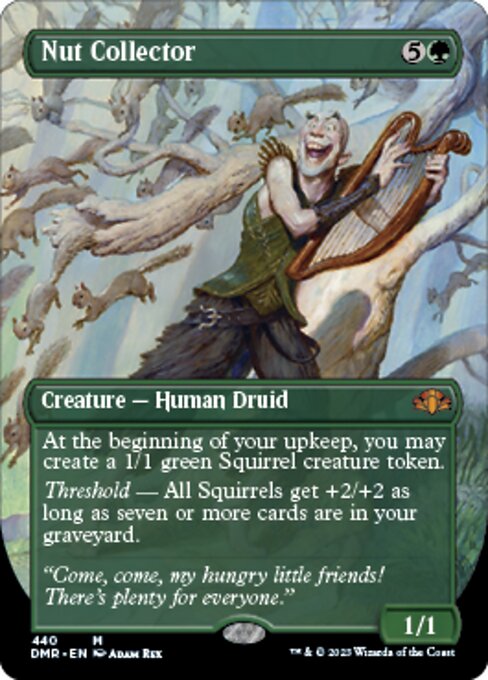 Nut Collector 5
Creature — Human Druid
At the beginning of your upkeep, you may
create a 1/1 green Squirrel creature token.
Threshold — All Squirrels get +2/+2 as
long as seven or more cards are in your
graveyard.
“Come, come, my hungry little friends!
There’s plenty for everyone.”
1/1
440 M
DMR • EN Adam Rex
™ & © 2023 Wizards of the Coast